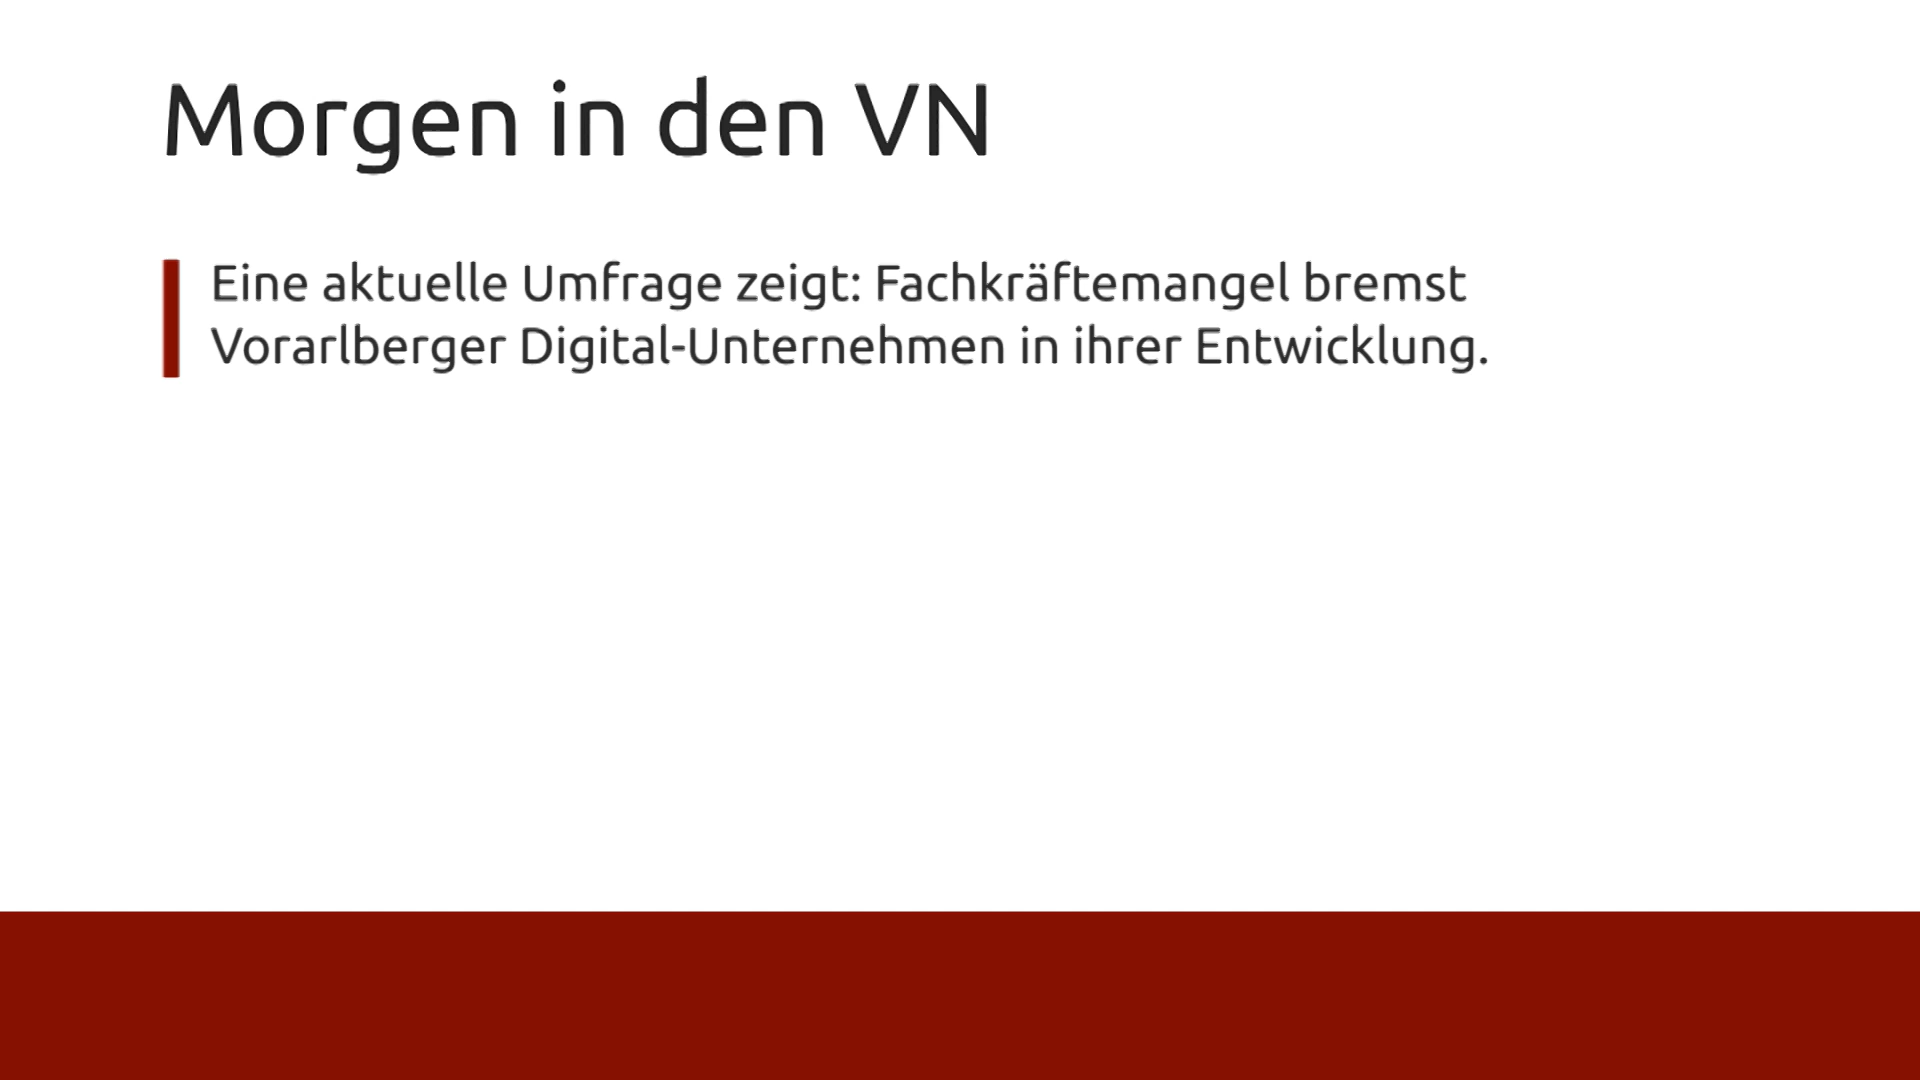 Morgen in den VN
Eine aktuelle Umfrage zeigt: Fachkräftemangel bremst
Vorarlberger Digital-Unternehmen in ihrer Entwicklung.